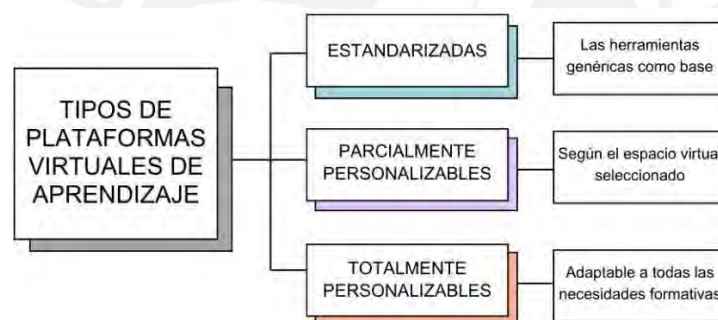 TIPOS DE
PLATAFORMAS
VIRTUALES DE
APRENDIZAJE
ESTANDARIZADAS
Las herramientas
genéricas como base
PARCIALMENTE
PERSONALIZABLES
Según el espacio virtual
seleccionado
TOTALMENTE
PERSONALIZABLES
Adaptable a todas las
necesidades formativas